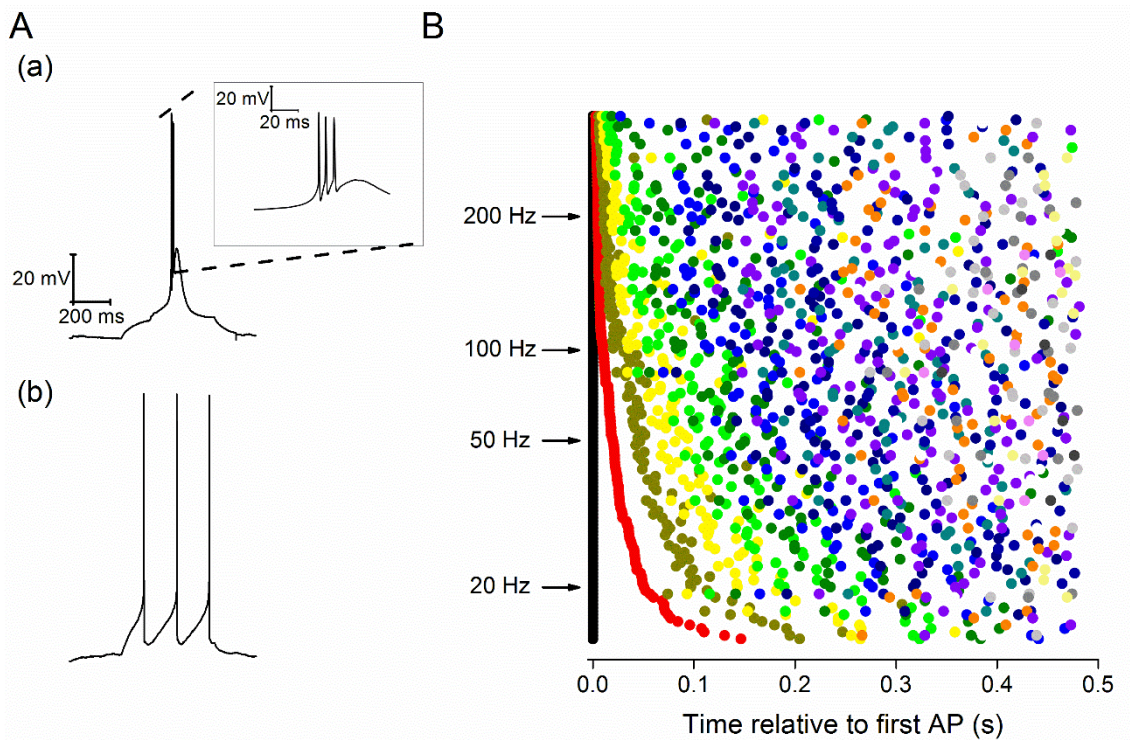 A
(a)
20 mV
20 ms
20 mV
200 ms
(b)
B
200 Hz
100 Hz
50 Hz
20 Hz
0.0 0.1 0.2 0.3 0.4 0.5
Time relative to first AP (s)